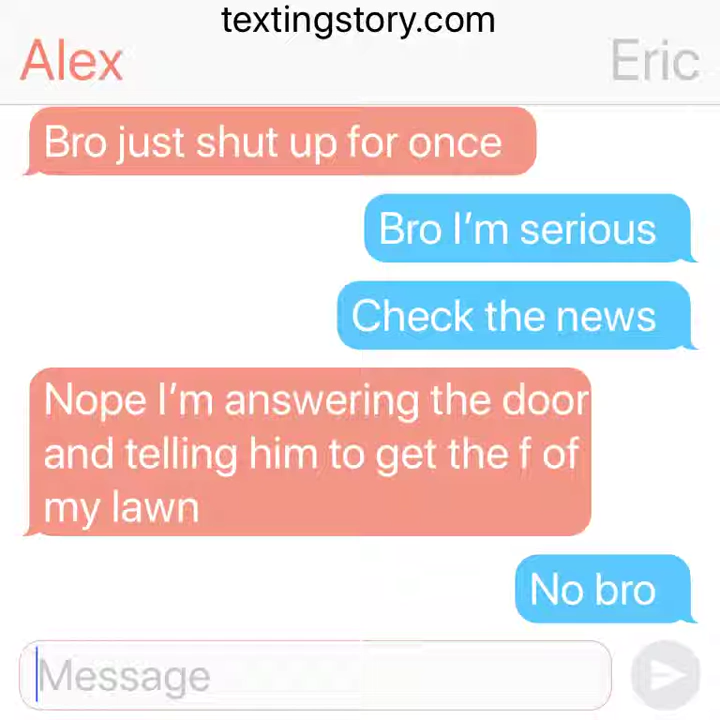 textingstory.com
Alex
Eric
Bro just shut up for once
Bro I'm serious
Check the news
Nope I'm answering the door
and telling him to get the f of
my lawn
No bro
Message